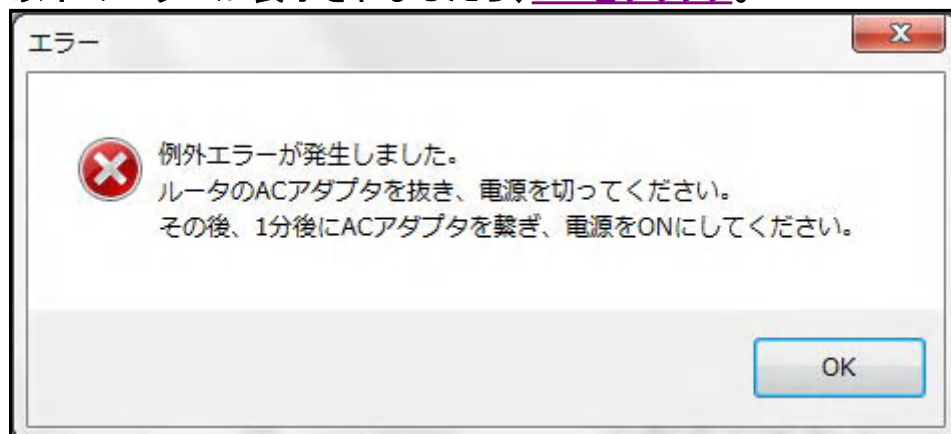 エラー
例外エラーが発生しました。
ルータのACアダプタを抜き、電源を切ってください。
その後、1分後にACアダプタを繋ぎ、電源をONにしてください。
OK